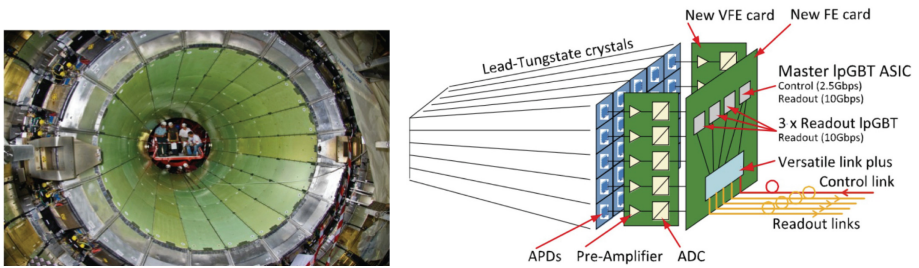 New VFE card
New FE card
Lead-Tungstate crystals
Master lpGBT ASIC
Control (2.5Gbps)
Readout (10Gbps)
3 x Readout lpGBT
Readout (10Gbps)
Versatile link plus
Control link
Readout links
APDs
Pre-Amplifier
ADC